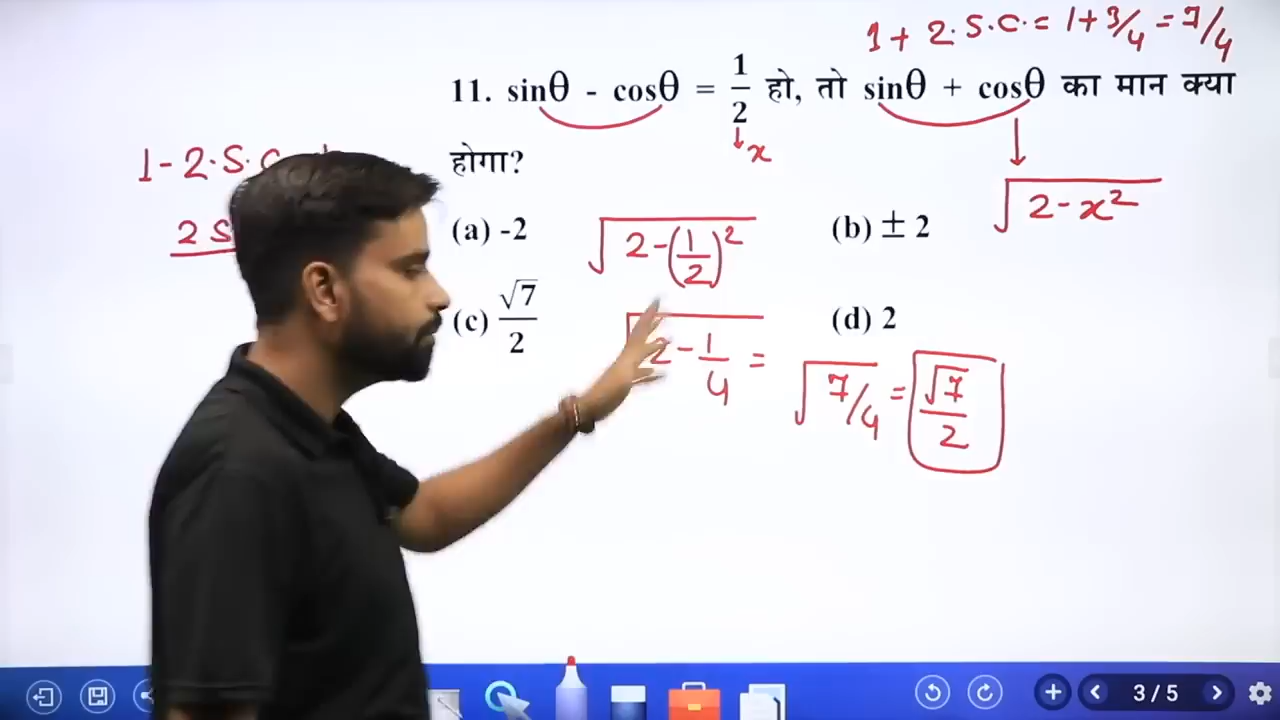 1 + 2·S·C· = 1 + 3/4 = 7/4
11. sinθ - cosθ = 1/2 हो, तो sinθ + cosθ का मान क्या
x
1 - 2·S·C
होगा?
√(2 - x²)
2 S
(a) -2
√(2 - (1/2)²)
(b) ± 2
(c) √7/2
√(2 - 1/4) = √(7/4) = √7/2
(d) 2
3 / 5